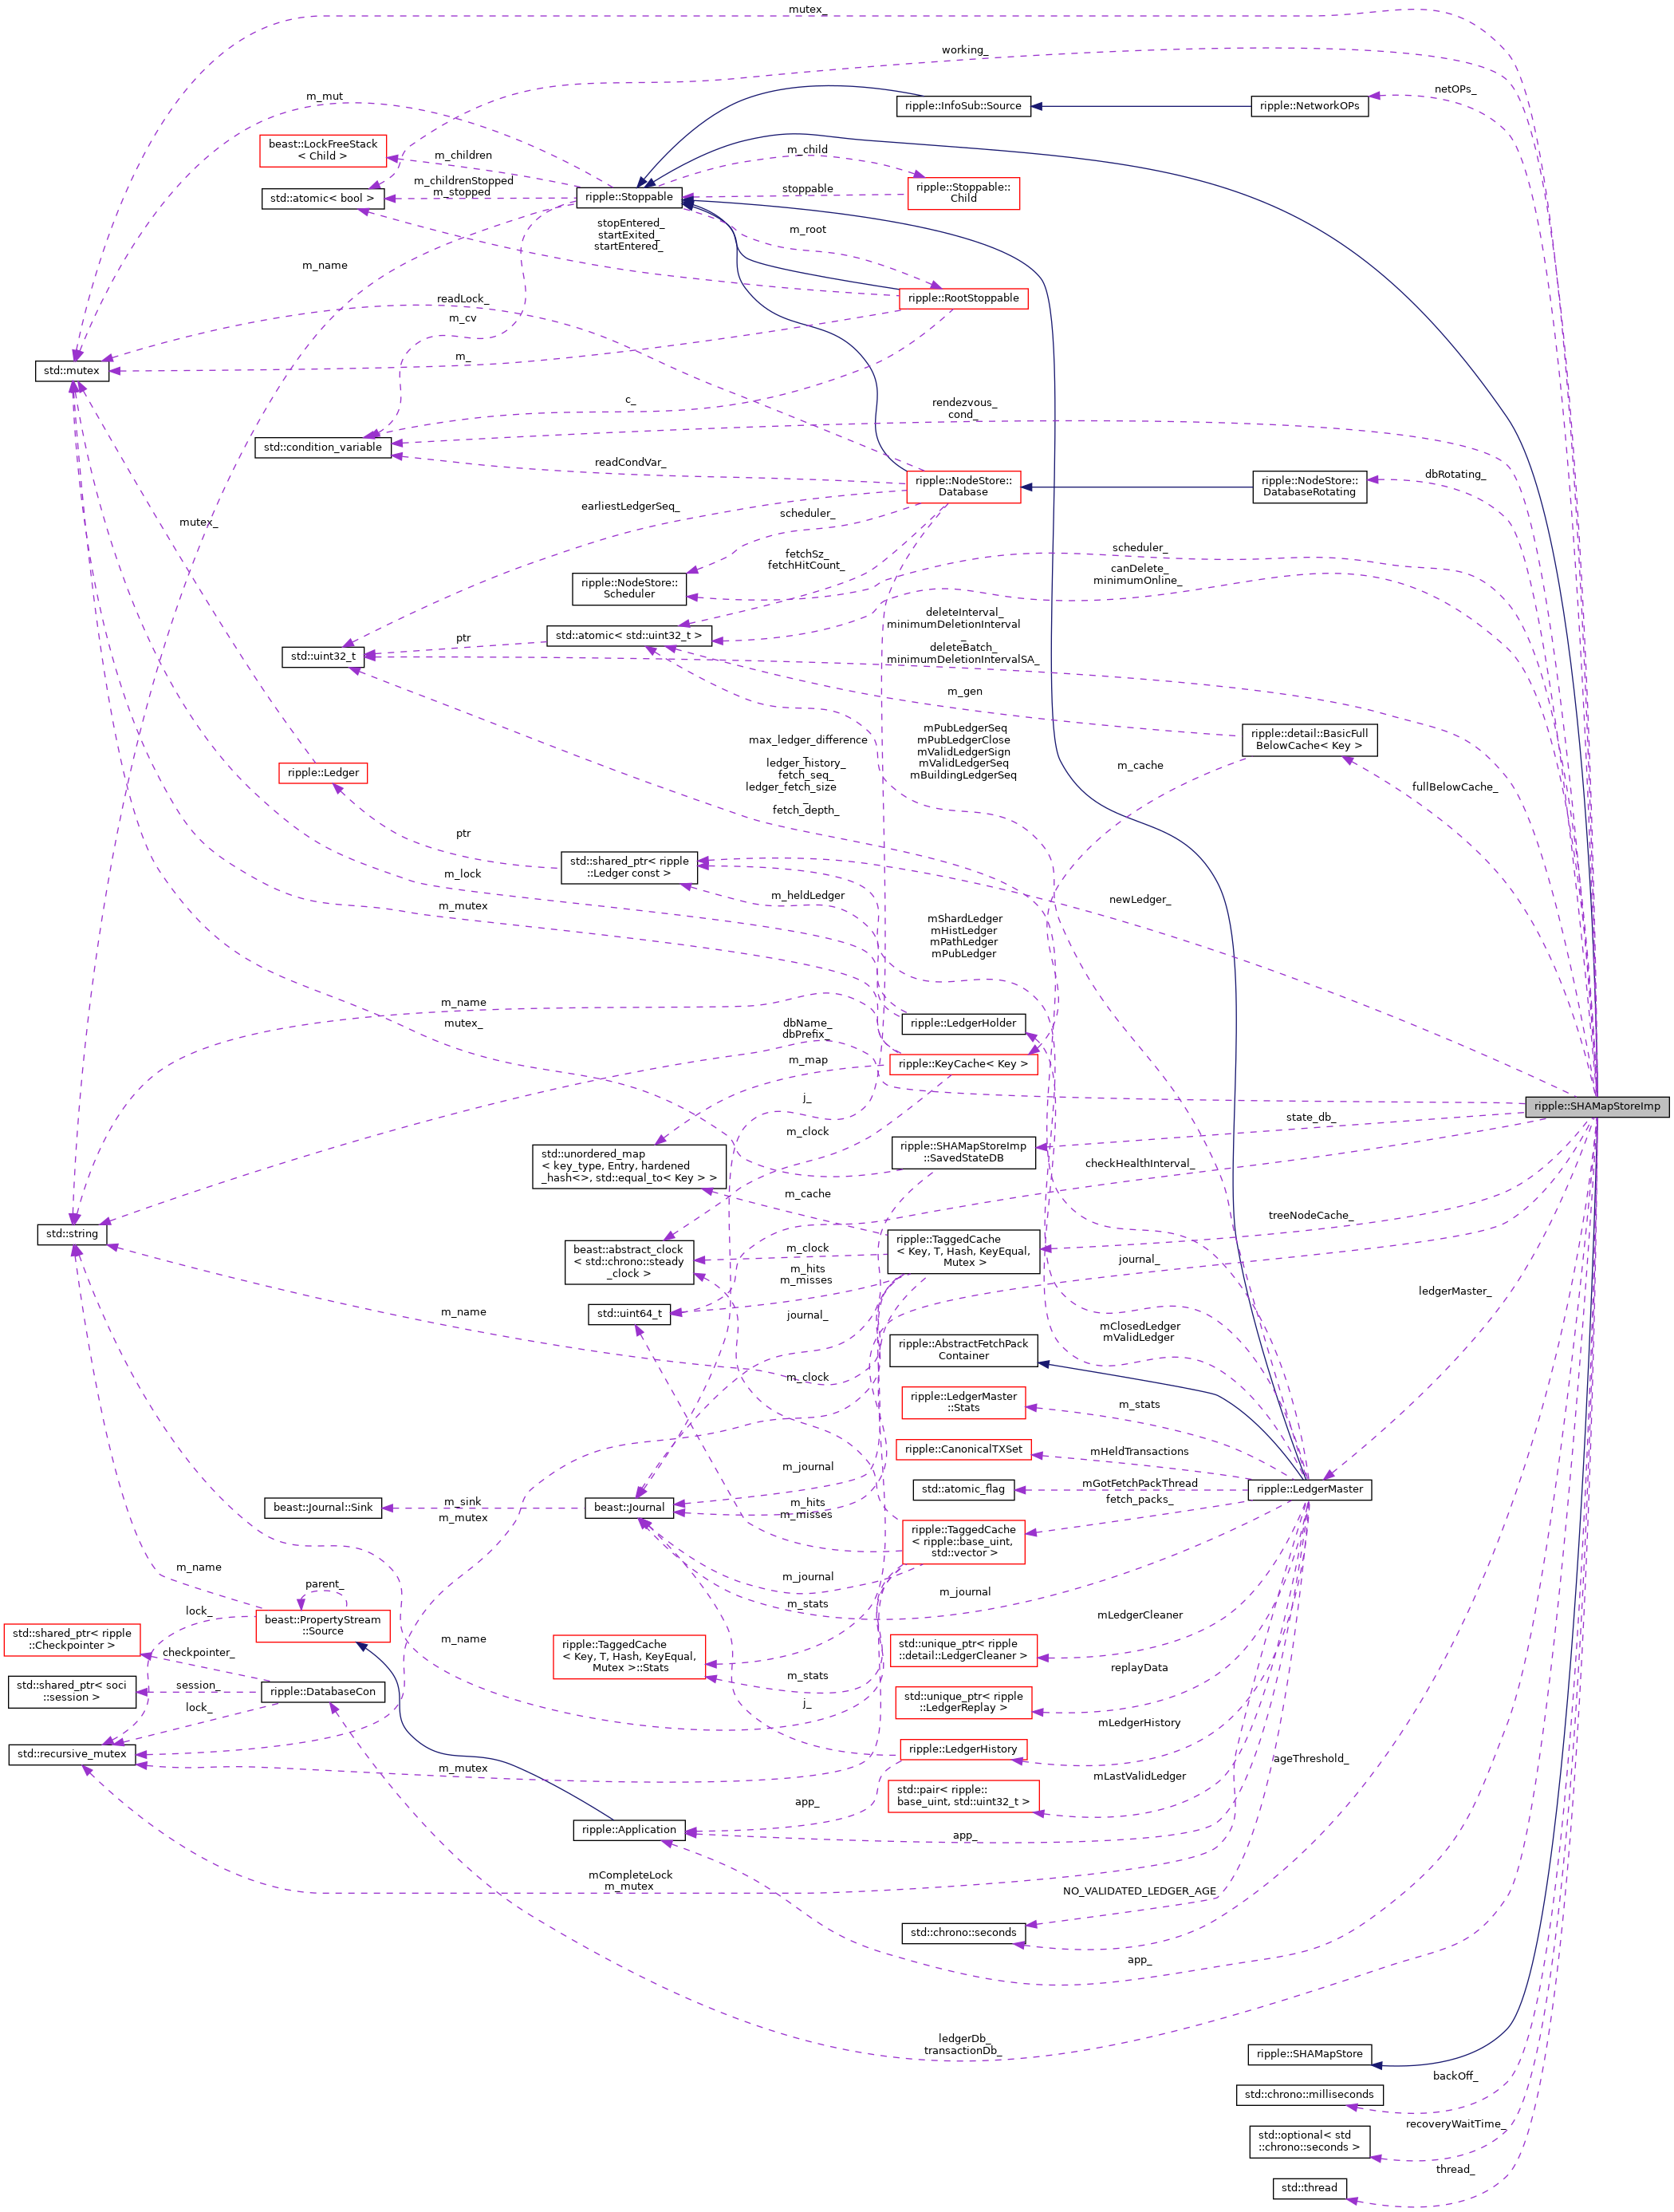 mutex_
working_
netOPs_
m_mut
ripple::InfoSub::Source
ripple::NetworkOPs
beast::LockFreeStack
< Child >
m_children
m_child
m_childrenStopped
m_stopped
std::atomic< bool >
ripple::Stoppable
stoppable
ripple::Stoppable::
Child
stopEntered_
startExited_
startEntered_
m_root
m_name
ripple::RootStoppable
readLock_
m_cv
m_
std::mutex
c_
rendezvous_
cond_
std::condition_variable
readCondVar_
ripple::NodeStore::
Database
ripple::NodeStore::
DatabaseRotating
dbRotating_
earliestLedgerSeq_
scheduler_
mutex_
fetchSz_
fetchHitCount_
scheduler_
canDelete_
minimumOnline_
ripple::NodeStore::
Scheduler
deleteInterval_
minimumDeletionInterval
_
deleteBatch_
minimumDeletionIntervalSA_
std::atomic< std::uint32_t >
ptr
std::uint32_t
m_gen
mPubLedgerSeq
mPubLedgerClose
mValidLedgerSign
mValidLedgerSeq
mBuildingLedgerSeq
ripple::detail::BasicFull
BelowCache< Key >
max_ledger_difference
_
ledger_history_
fetch_seq_
ledger_fetch_size
_
fetch_depth_
m_cache
fullBelowCache_
ripple::Ledger
ptr
std::shared_ptr< ripple
::Ledger const >
m_lock
m_heldLedger
newLedger_
m_mutex
mShardLedger
mHistLedger
mPathLedger
mPubLedger
m_name
mutex_
dbName_
dbPrefix_
ripple::LedgerHolder
m_map
ripple::KeyCache< Key >
j_
ripple::SHAMapStoreImp
state_db_
m_clock
std::unordered_map
< key_type, Entry, hardened
_hash<>, std::equal_to< Key > >
ripple::SHAMapStoreImp
::SavedStateDB
checkHealthInterval_
m_cache
std::string
treeNodeCache_
ripple::TaggedCache
< Key, T, Hash, KeyEqual,
Mutex >
m_clock
beast::abstract_clock
< std::chrono::steady
_clock >
m_hits
m_misses
journal_
ledgerMaster_
std::uint64_t
m_name
journal_
mClosedLedger
mValidLedger
ripple::AbstractFetchPack
Container
m_clock
ripple::LedgerMaster
::Stats
m_stats
ripple::CanonicalTXSet
mHeldTransactions
m_journal
std::atomic_flag
mGotFetchPackThread
ripple::LedgerMaster
beast::Journal::Sink
m_sink
beast::Journal
m_mutex
m_hits
m_misses
fetch_packs_
ripple::TaggedCache
< ripple::base_uint,
std::vector >
m_name
m_journal
m_journal
parent_
m_stats
lock_
beast::PropertyStream
::Source
mLedgerCleaner
std::shared_ptr< ripple
::Checkpointer >
checkpointer_
m_name
ripple::TaggedCache
< Key, T, Hash, KeyEqual,
Mutex >::Stats
std::unique_ptr< ripple
::detail::LedgerCleaner >
replayData
m_stats
std::shared_ptr< soci
::session >
session_
ripple::DatabaseCon
lock_
j_
std::unique_ptr< ripple
::LedgerReplay >
mLedgerHistory
std::recursive_mutex
m_mutex
ripple::LedgerHistory
ageThreshold_
mLastValidLedger
std::pair< ripple::
base_uint, std::uint32_t >
app_
ripple::Application
app_
mCompleteLock
m_mutex
NO_VALIDATED_LEDGER_AGE
std::chrono::seconds
app_
ledgerDb_
transactionDb_
ripple::SHAMapStore
backOff_
std::chrono::milliseconds
recoveryWaitTime_
std::optional< std
::chrono::seconds >
thread_
std::thread